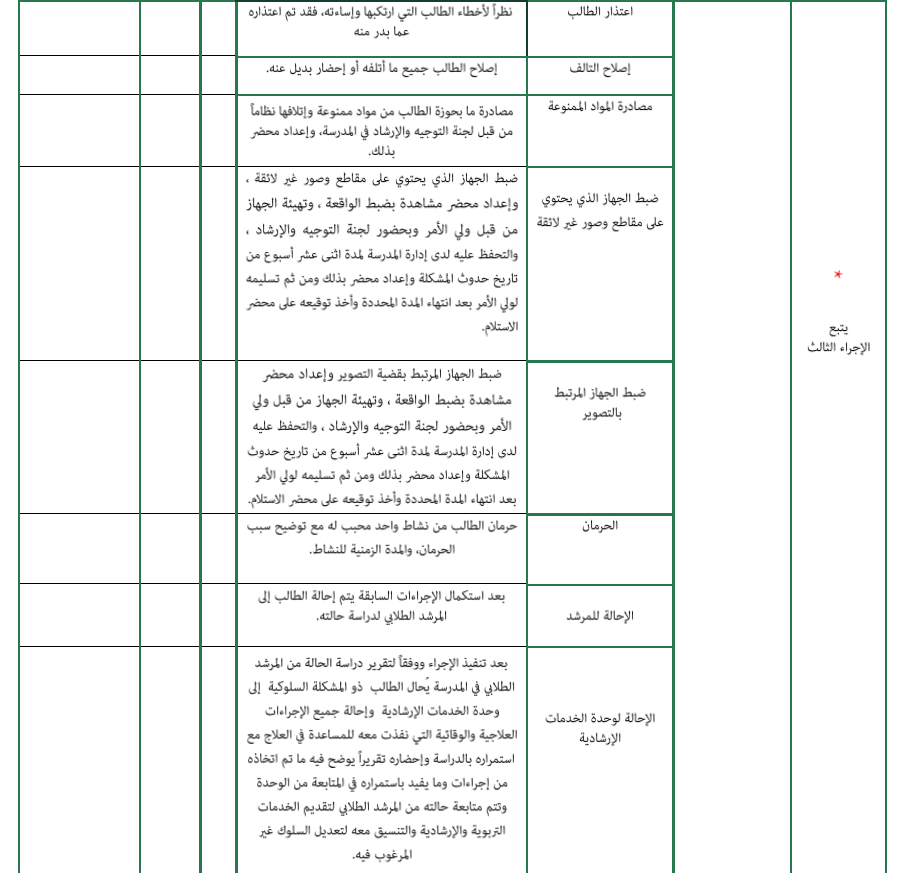 *
يتبع
الإجراء الثالث
اعتذار الطالب
نظراً لأخطاء الطالب التي ارتكبها وإساءته، فقد تم اعتذاره
عما بدر منه
إصلاح التالف
إصلاح الطالب جميع ما أتلفه أو إحضار بديل عنه.
مصادرة المواد الممنوعة
مصادرة ما بحوزة الطالب من مواد ممنوعة وإتلافها نظاماً
من قبل لجنة التوجيه والإرشاد في المدرسة، وإعداد محضر
بذلك.
ضبط الجهاز الذي يحتوي
على مقاطع وصور غير لائقة
ضبط الجهاز الذي يحتوي على مقاطع وصور غير لائقة ،
وإعداد محضر مشاهدة بضبط الواقعة ، وتهيئة الجهاز
من قبل ولي الأمر وبحضور لجنة التوجيه والإرشاد ،
والتحفظ عليه لدى إدارة المدرسة لمدة اثنى عشر أسبوع من
تاريخ حدوث المشكلة وإعداد محضر بذلك ومن ثم تسليمه
لولي الأمر بعد انتهاء المدة المحددة وأخذ توقيعه على محضر
الاستلام.
ضبط الجهاز المرتبط
بالتصوير
ضبط الجهاز المرتبط بقضية التصوير وإعداد محضر
مشاهدة بضبط الواقعة ، وتهيئة الجهاز من قبل ولي
الأمر وبحضور لجنة التوجيه والإرشاد ، والتحفظ عليه
لدى إدارة المدرسة لمدة اثنى عشر أسبوع من تاريخ حدوث
المشكلة وإعداد محضر بذلك ومن ثم تسليمه لولي الأمر
بعد انتهاء المدة المحددة وأخذ توقيعه على محضر الاستلام.
الحرمان
حرمان الطالب من نشاط واحد محبب له مع توضيح سبب
الحرمان، والمدة الزمنية للنشاط.
الإحالة للمرشد
بعد استكمال الإجراءات السابقة يتم إحالة الطالب إلى
المرشد الطلابي لدراسة حالته.
الإحالة لوحدة الخدمات
الإرشادية
بعد تنفيذ الإجراء ووفقاً لتقرير دراسة الحالة من المرشد
الطلابي في المدرسة يُحال الطالب ذو المشكلة السلوكية إلى
وحدة الخدمات الإرشادية وإحالة جميع الإجراءات
العلاجية والوقائية التي نفذت معه للمساعدة في العلاج مع
استمراره بالدراسة وإحضاره تقريراً يوضح فيه ما تم اتخاذه
من إجراءات وما يفيد باستمراره في المتابعة من الوحدة
وتتم متابعة حالته من المرشد الطلابي لتقديم الخدمات
التربوية والإرشادية والتنسيق معه لتعديل السلوك غير
المرغوب فيه.